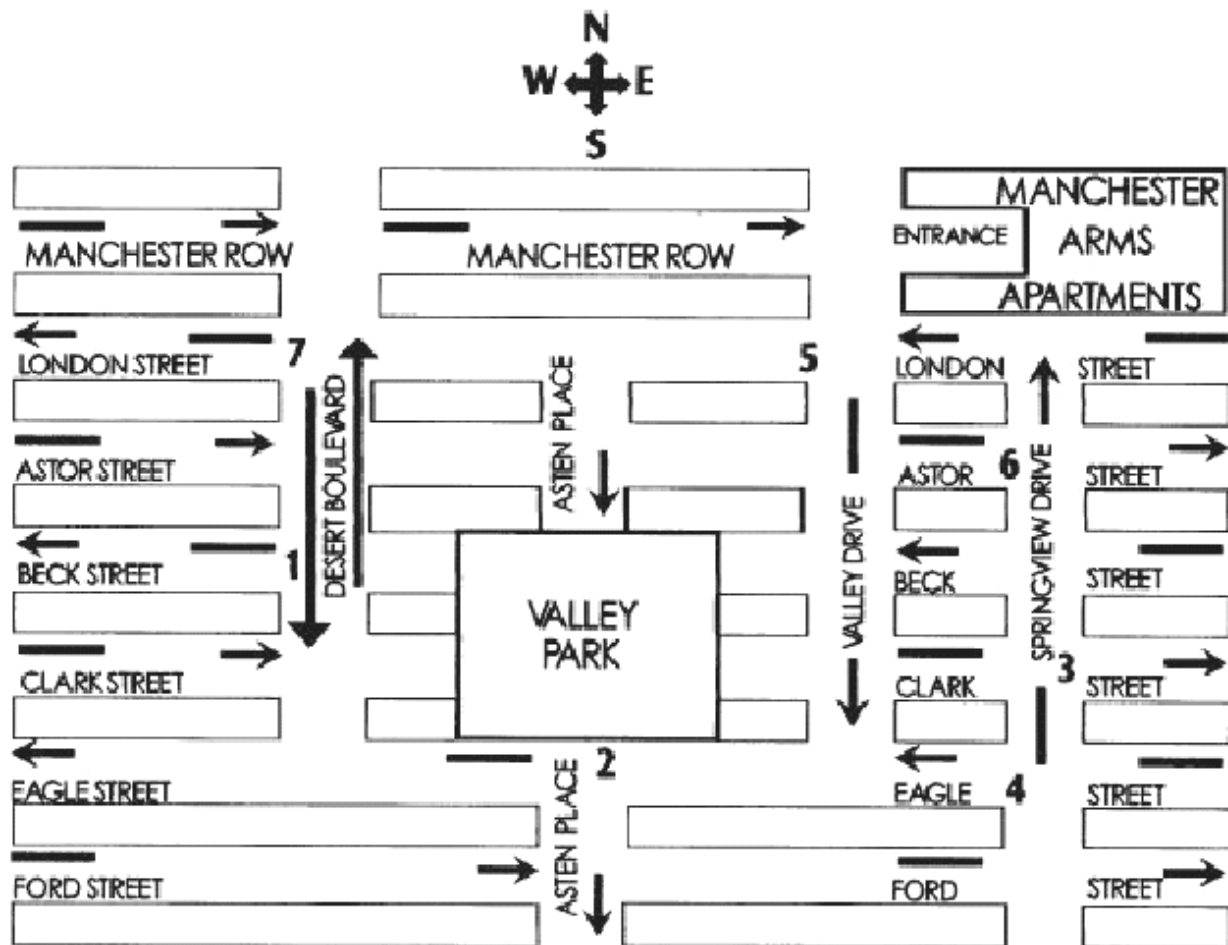 N
W E
S
MANCHESTER
ENTRANCE ARMS
MANCHESTER ROW MANCHESTER ROW
APARTMENTS
7 5
LONDON STREET LONDON STREET
ASTEN PLACE
DESERT BOULEVARD
6
ASTOR STREET ASTOR STREET
VALLEY DRIVE
SPRINGVIEW DRIVE
1
BECK STREET BECK STREET
VALLEY
PARK
3
CLARK STREET CLARK STREET
2
4
EAGLE STREET EAGLE STREET
ASTEN PLACE
FORD STREET FORD STREET